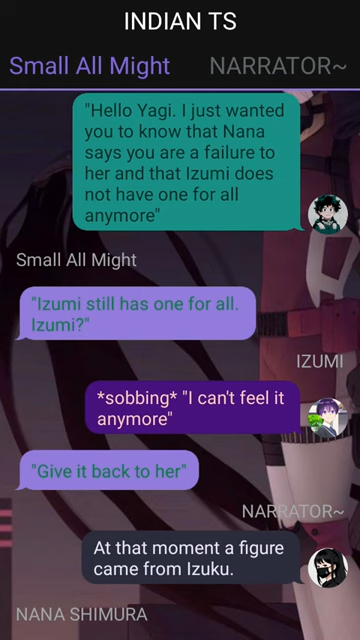 INDIAN TS
Small All Might
NARRATOR~
"Hello Yagi. I just wanted
you to know that Nana
says you are a failure to
her and that Izumi does
not have one for all
anymore"
Small All Might
"Izumi still has one for all.
Izumi?"
IZUMI
*sobbing* "I can't feel it
anymore"
"Give it back to her"
NARRATOR~
At that moment a figure
came from Izuku.
NANA SHIMURA